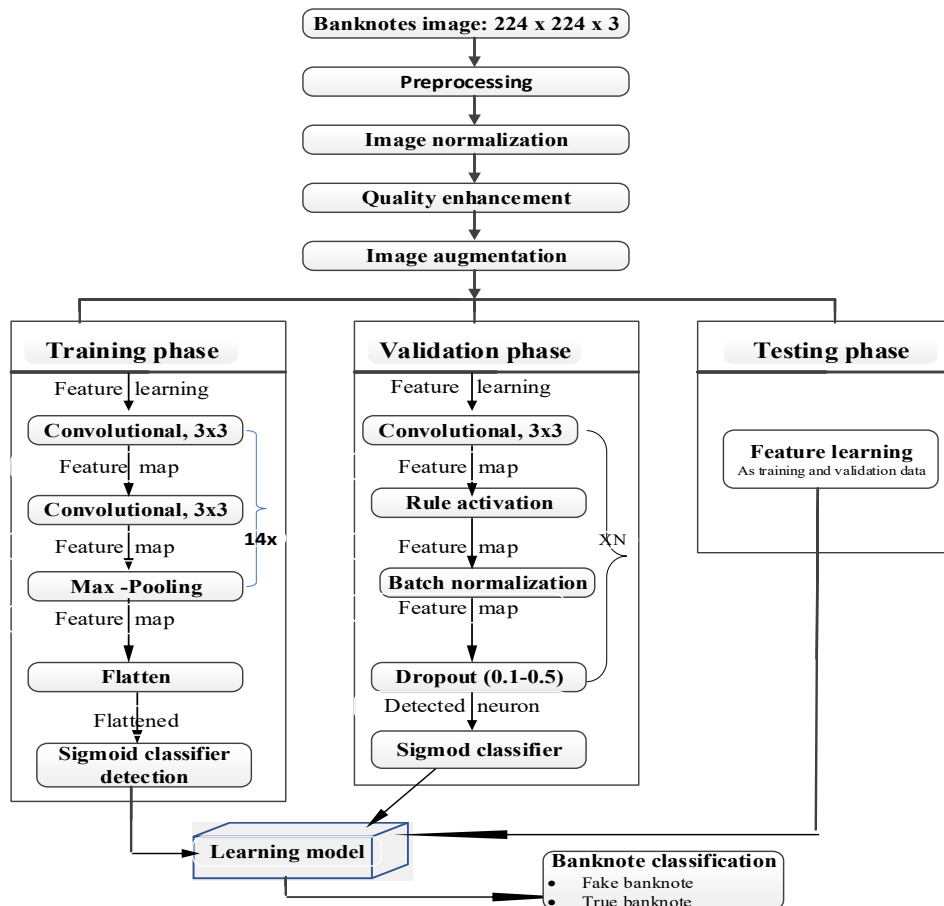 Banknotes image: 224 x 224 x 3
Preprocessing
Image normalization
Quality enhancement
Image augmentation
Training phase
Feature learning
Convolutional, 3x3
Feature map
Convolutional, 3x3
Feature map
14x
Max -Pooling
Feature map
Flatten
Flattened
Sigmoid classifier
detection
Validation phase
Feature learning
Convolutional, 3x3
Feature map
Rule activation
Feature map
XN
Batch normalization
Feature map
Dropout (0.1-0.5)
Detected neuron
Sigmod classifier
Testing phase
Feature learning
As training and validation data
Learning model
Banknote classification
• Fake banknote
• True banknote